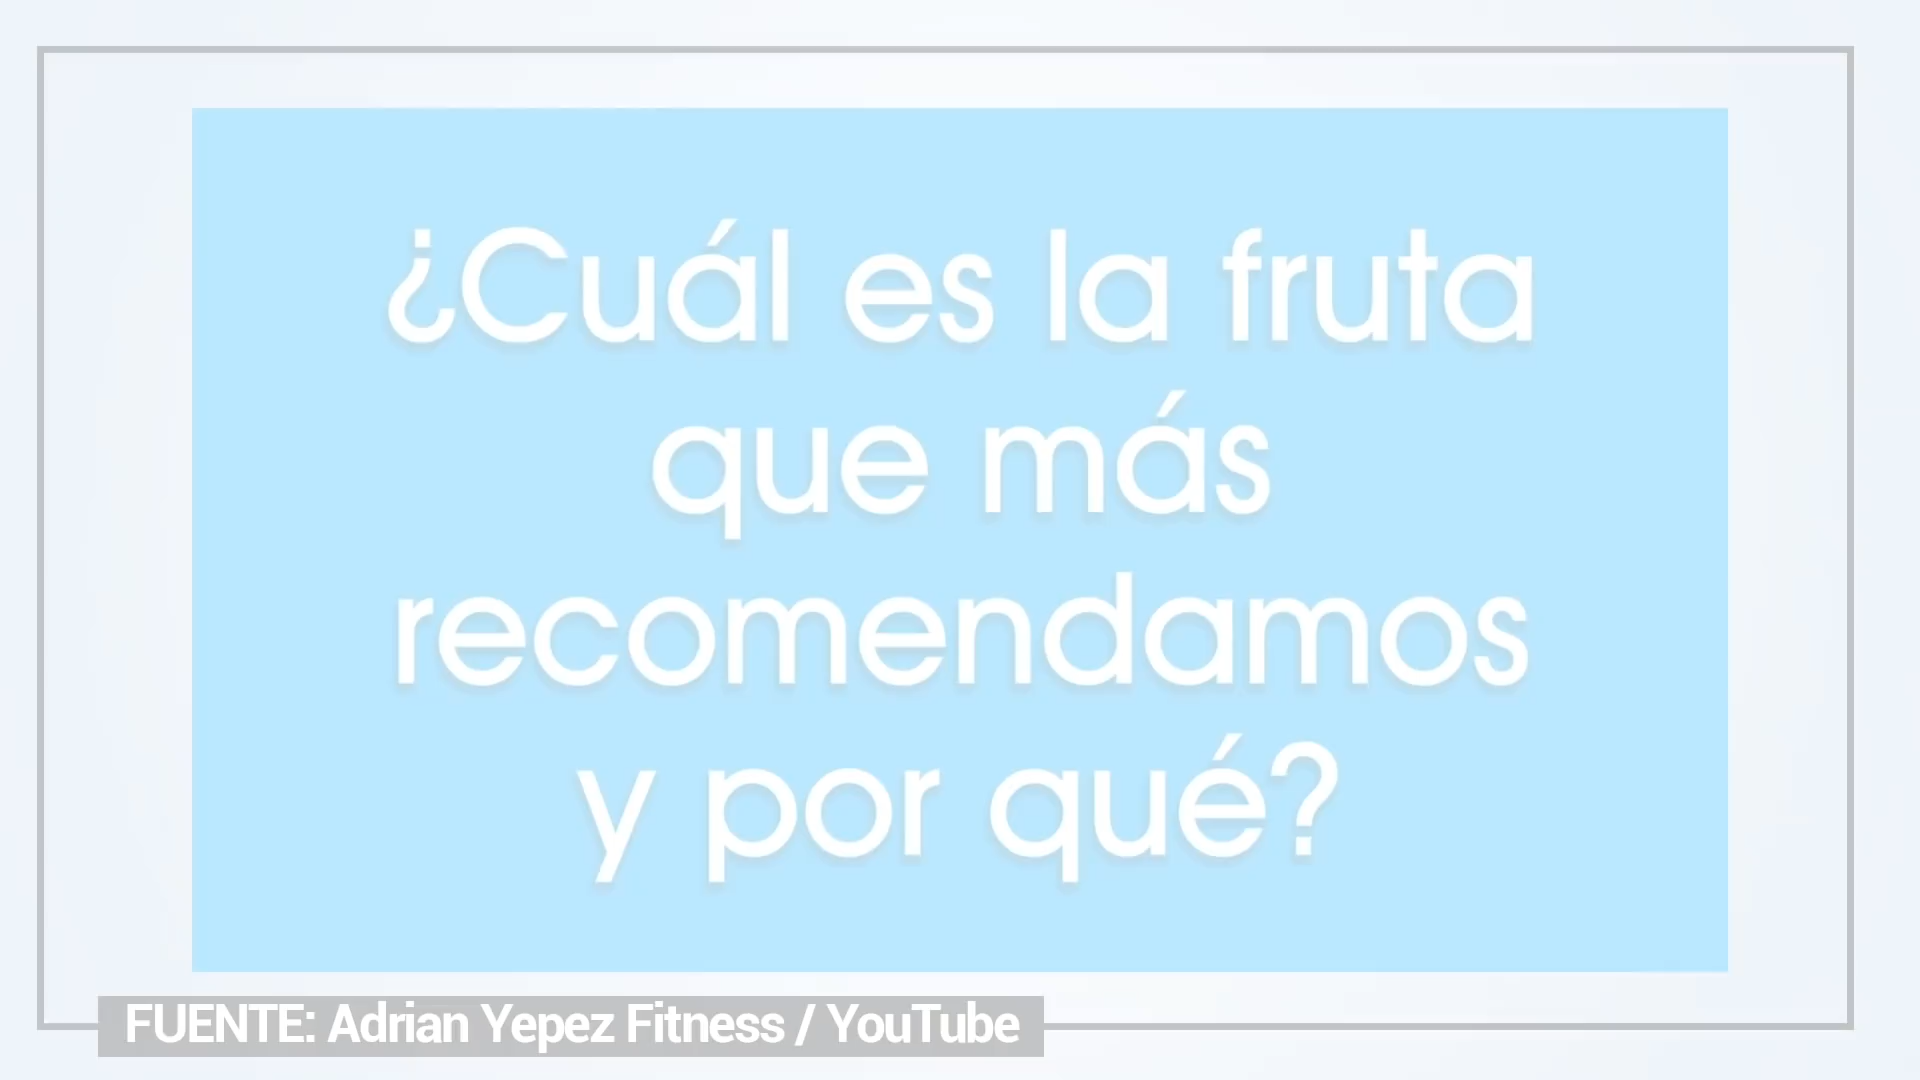 ¿Cuál es la fruta
que más
recomendamos
y por qué?
FUENTE: Adrian Yepez Fitness / YouTube